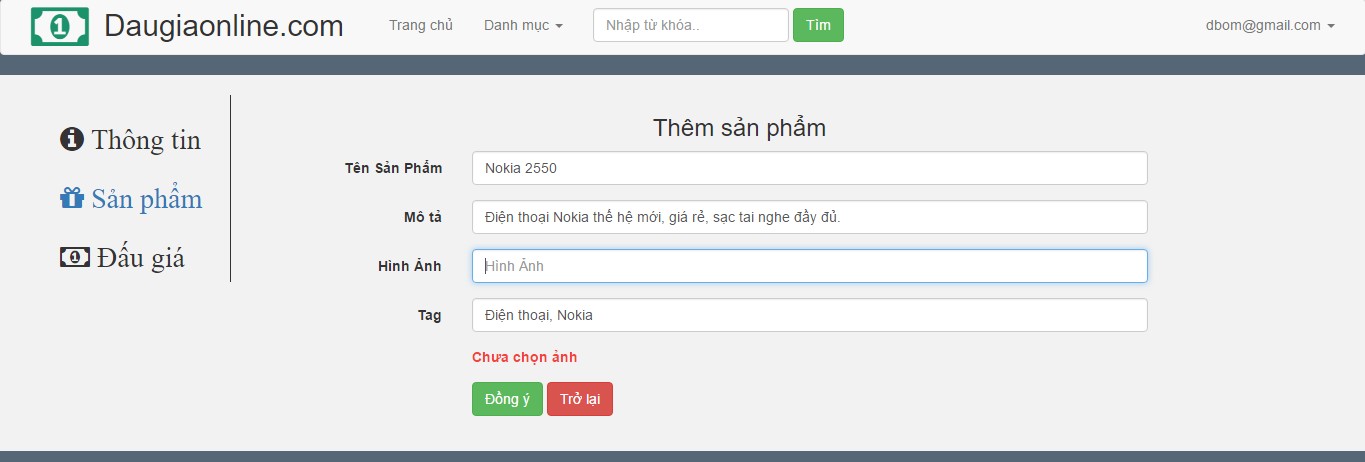 Daugiaonline.com Trang chủ Danh mục Nhập từ khóa.. Tìm dbom@gmail.com
Thông tin
Sản phẩm
Đấu giá
Thêm sản phẩm
Tên Sản Phẩm Nokia 2550
Mô tả Điện thoại Nokia thế hệ mới, giá rẻ, sạc tai nghe đầy đủ.
Hình Ảnh Hình Ảnh
Tag Điện thoại, Nokia
Chưa chọn ảnh
Đồng ý Trở lại